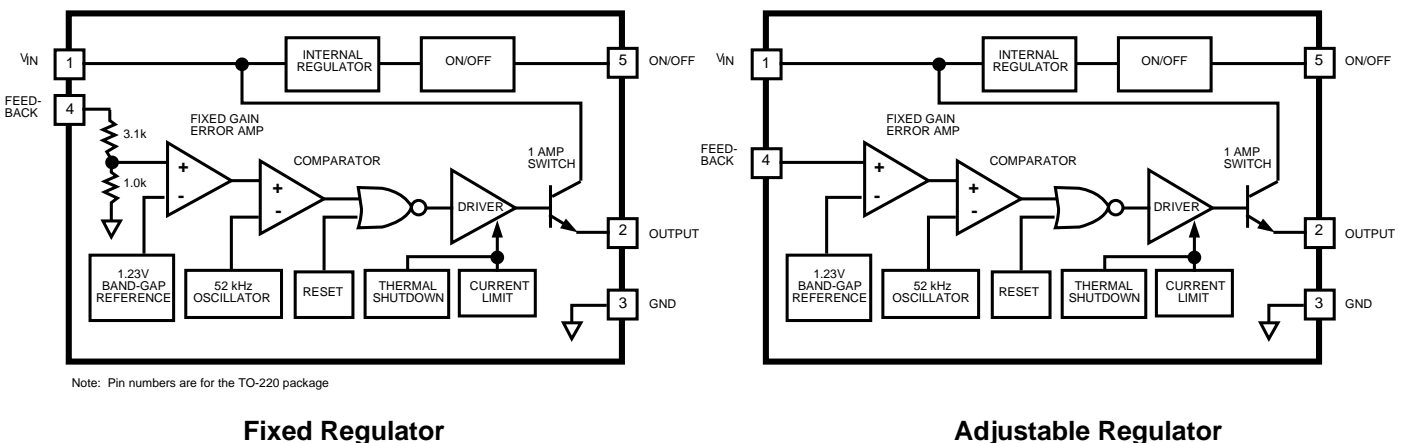 VIN
1
INTERNAL
REGULATOR
ON/OFF
5
ON/OFF
FEED-
BACK
4
3.1k
1.0k
FIXED GAIN
ERROR AMP
+
-
COMPARATOR
+
-
1 AMP
SWITCH
DRIVER
2
OUTPUT
1.23V
BAND-GAP
REFERENCE
52 kHz
OSCILLATOR
RESET
THERMAL
SHUTDOWN
CURRENT
LIMIT
3
GND
Note: Pin numbers are for the TO-220 package
Fixed Regulator
VIN
1
INTERNAL
REGULATOR
ON/OFF
5
ON/OFF
FIXED GAIN
ERROR AMP
FEED-
BACK
4
+
-
COMPARATOR
+
-
1 AMP
SWITCH
DRIVER
2
OUTPUT
1.23V
BAND-GAP
REFERENCE
52 kHz
OSCILLATOR
RESET
THERMAL
SHUTDOWN
CURRENT
LIMIT
3
GND
Adjustable Regulator